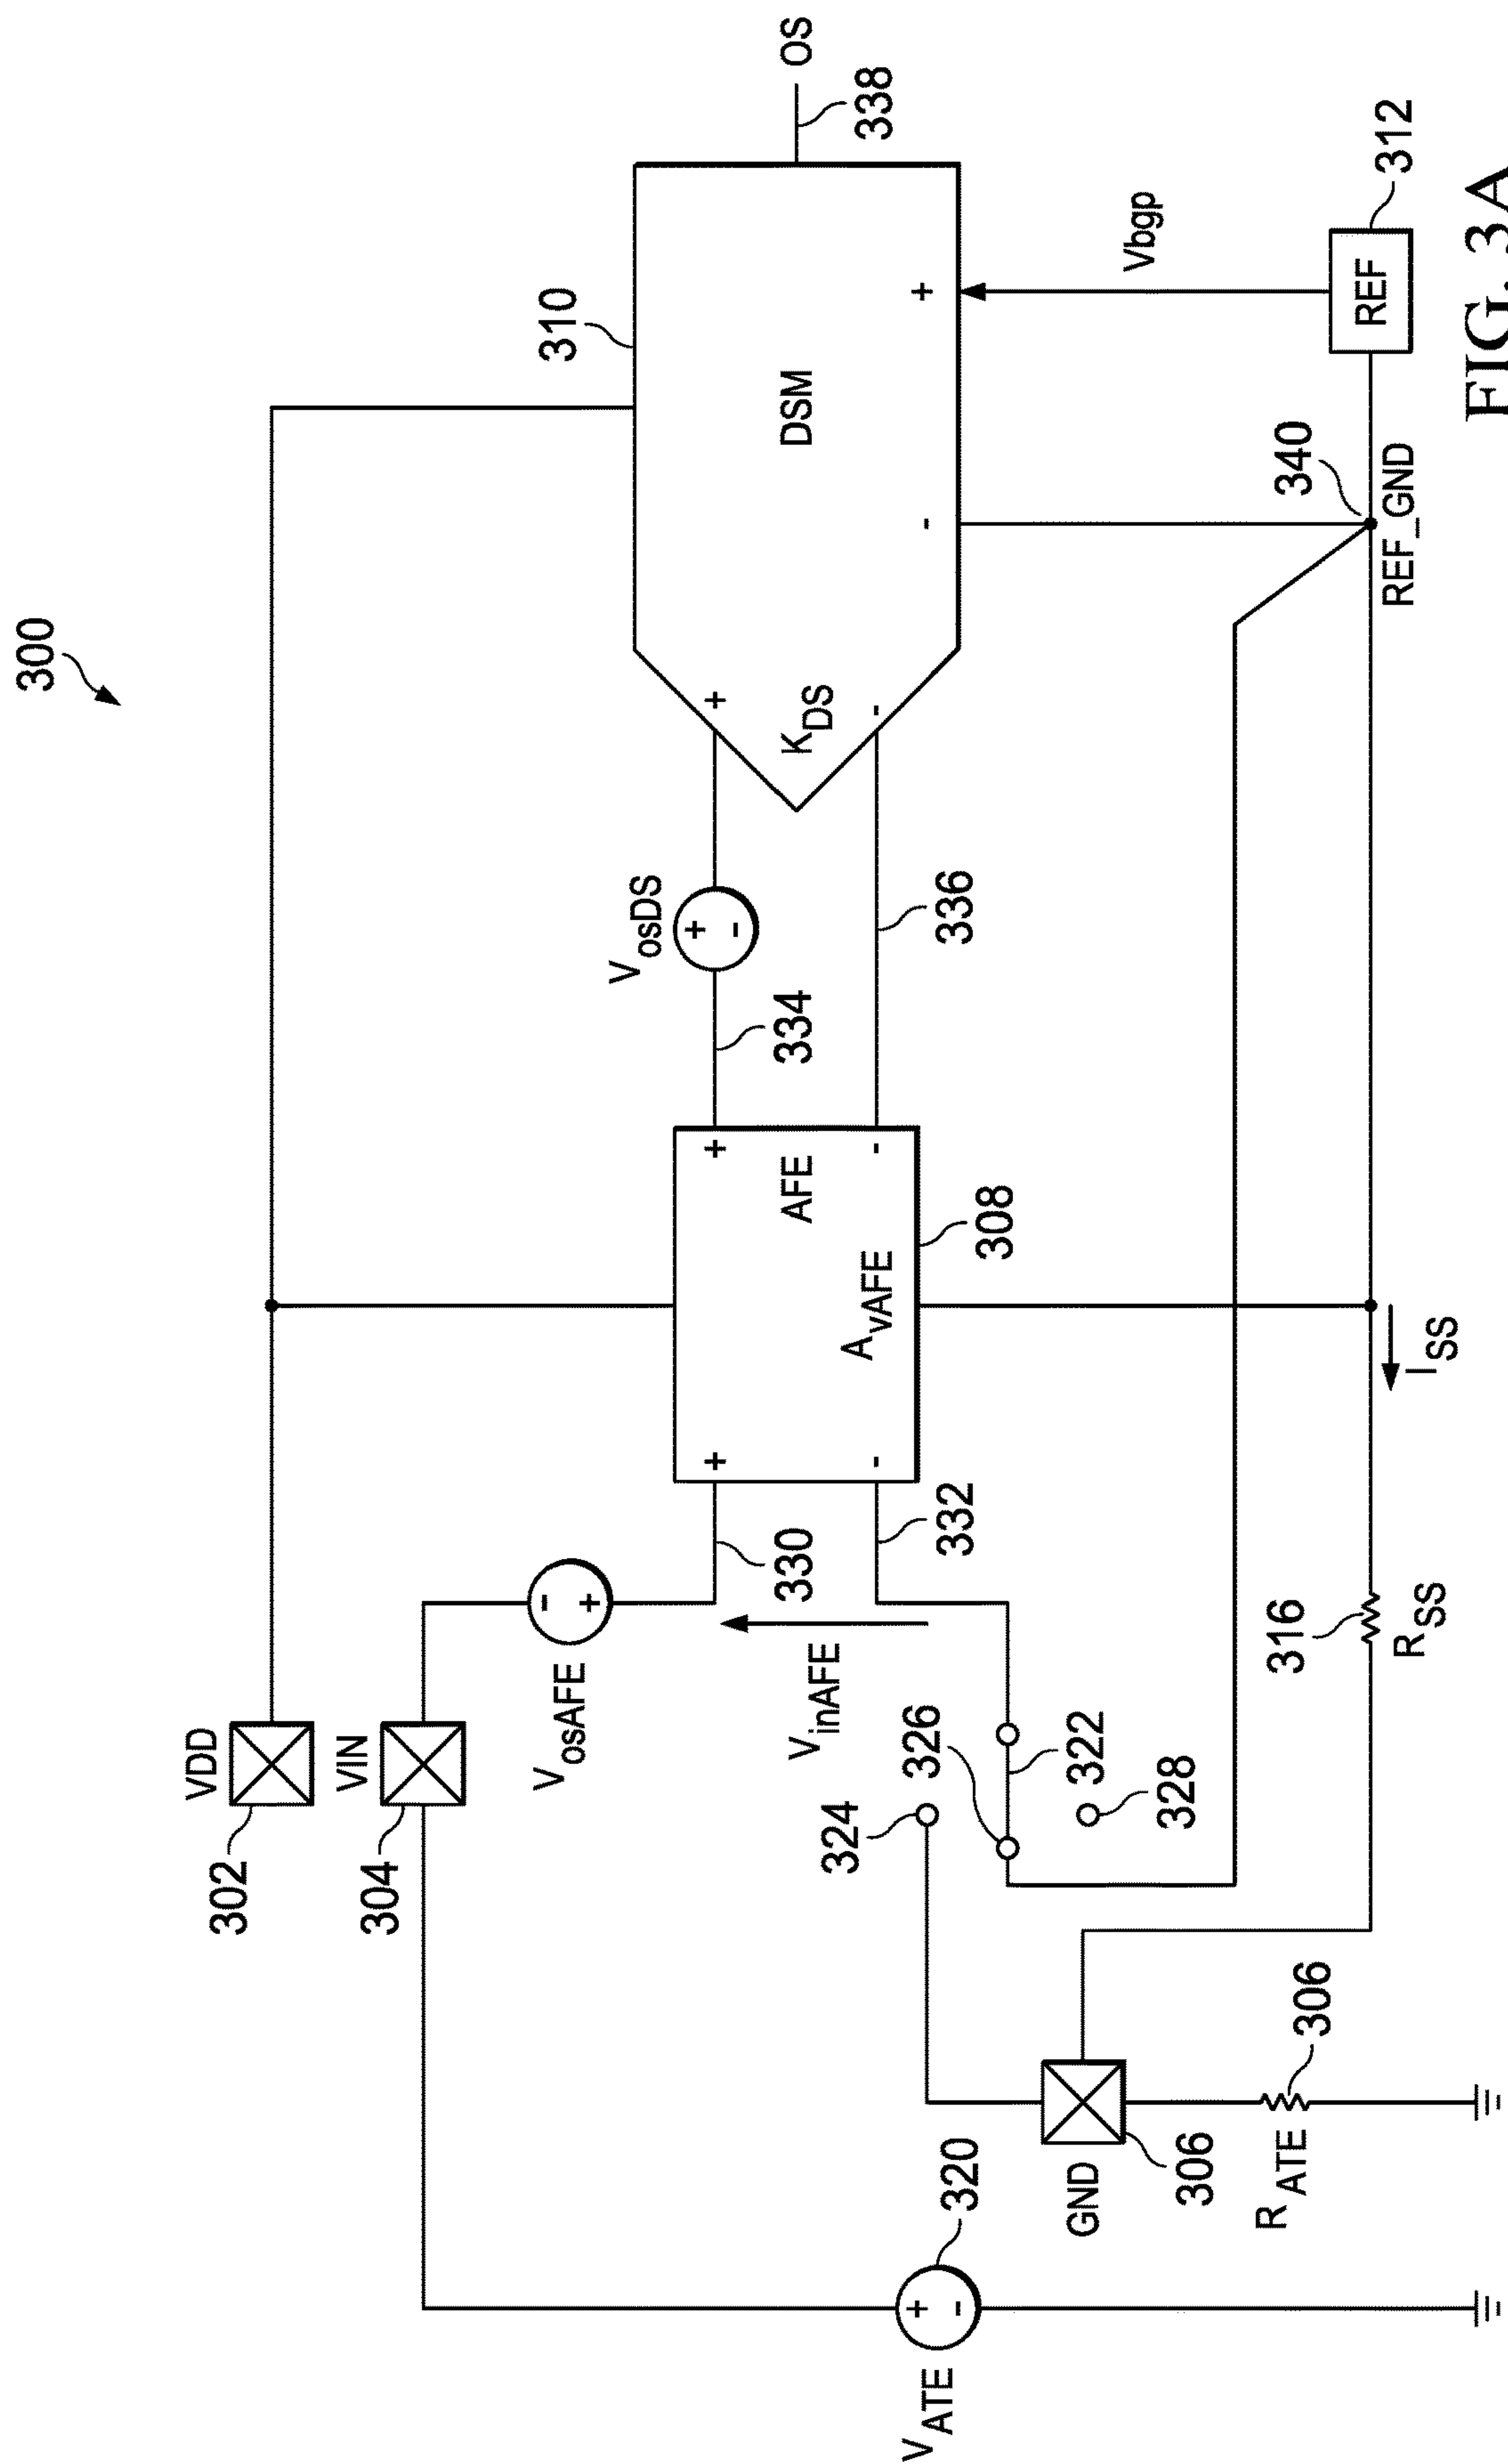 300
VDD
302
VIN
304
VosAFE
330
332
VinAFE
324
326
322
328
AFE
AvAFE
308
334
336
VosDS
310
DSM
KDS
+
-
+
-
+
-
+
-
+
-
+
-
+
-
+
-
OS
338
Vbgp
REF
312
340
REF_GND
ISS
316
RSS
GND
306
RATE
306
VATE
320
FIG. 3A